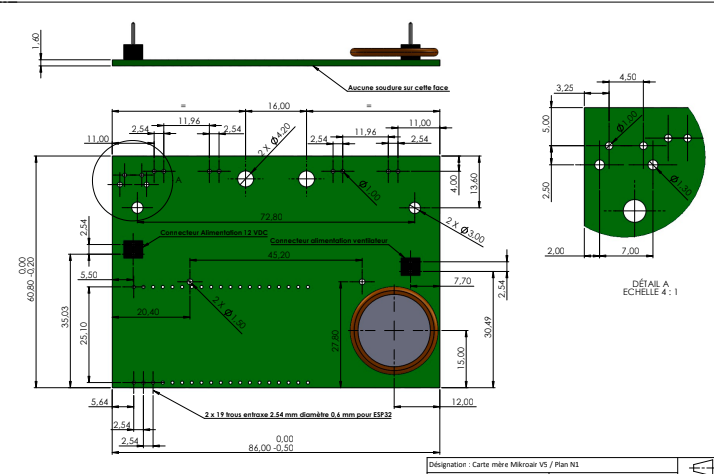 1,60
Aucune soudure sur cette face
=
16,00
=
11,96
11,96
11,00
11,00
2,54
2,54
2,54
2,54
2 X Ø4,20
Ø1,00
4,00
13,60
A
72,80
2 X Ø3,00
2,54
Connecteur Alimentation 12 VDC
Connecteur alimentation ventilateur
45,20
5,50
7,70
2,54
0,00
60,80 -0,20
35,03
25,10
20,40
2 X Ø1,50
27,80
15,00
30,49
5,64
12,00
2 x 19 trous entraxe 2.54 mm diamètre 0,6 mm pour ESP32
2,54
2,54
0,00
86,00 -0,50
3,25
4,50
5,00
Ø1,00
2,50
Ø1,30
2,00
7,00
DÉTAIL A
ECHELLE 4 : 1
Désignation : Carte mère Mikroair V5 / Plan N1